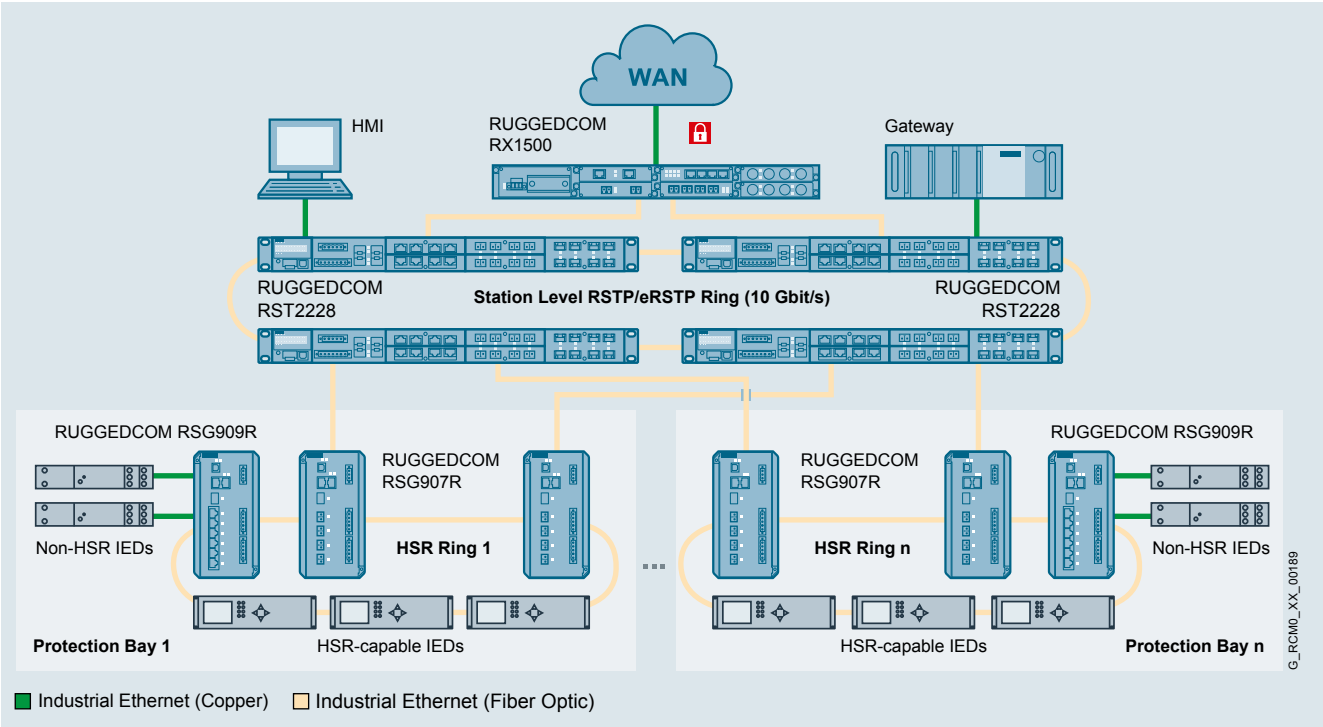 WAN
HMI
RUGGEDCOM
RX1500
Gateway
RUGGEDCOM
RST2228
Station Level RSTP/eRSTP Ring (10 Gbit/s)
RUGGEDCOM
RST2228
RUGGEDCOM RSG909R
RUGGEDCOM
RSG907R
RUGGEDCOM
RSG907R
RUGGEDCOM RSG909R
Non-HSR IEDs
HSR Ring 1
HSR Ring n
Non-HSR IEDs
Protection Bay 1
HSR-capable IEDs
HSR-capable IEDs
Protection Bay n
G_RCM0_XX_00189
Industrial Ethernet (Copper)
Industrial Ethernet (Fiber Optic)